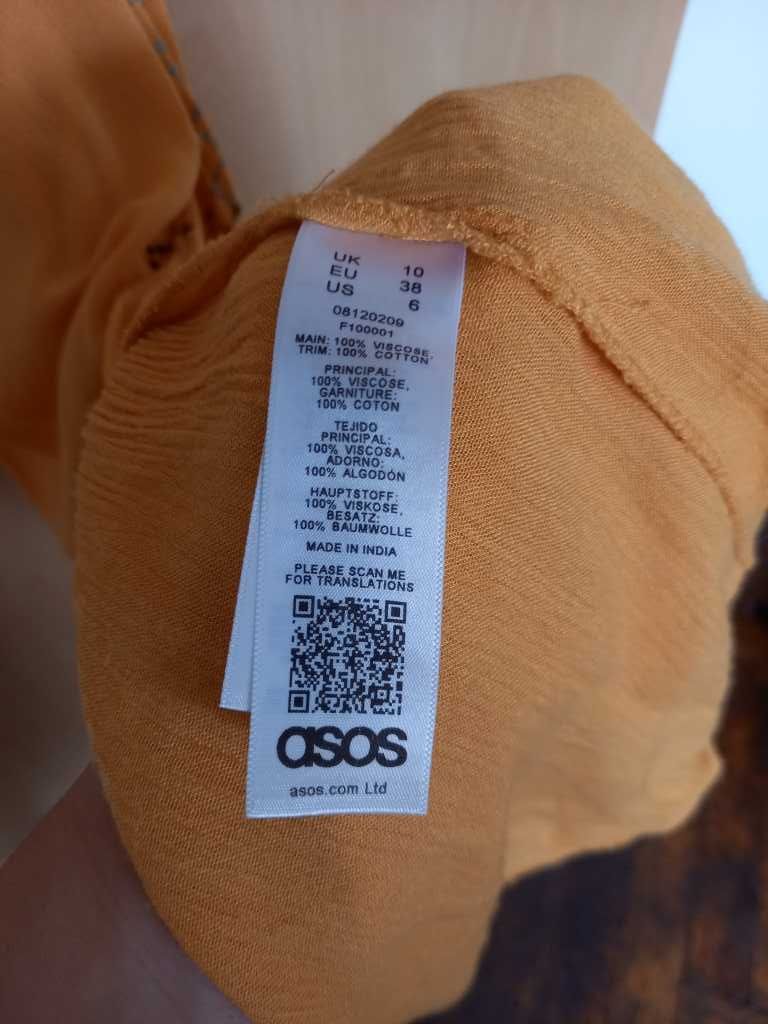 UK 10
EU 38
US 6
08120209
F100001
MAIN: 100% VISCOSE,
TRIM: 100% COTTON
PRINCIPAL:
100% VISCOSE,
GARNITURE:
100% COTON
TEJIDO
PRINCIPAL:
100% VISCOSA,
ADORNO:
100% ALGODÓN
HAUPTSTOFF:
100% VISKOSE,
BESATZ:
100% BAUMWOLLE
MADE IN INDIA
PLEASE SCAN ME
FOR TRANSLATIONS
asos
asos.com Ltd